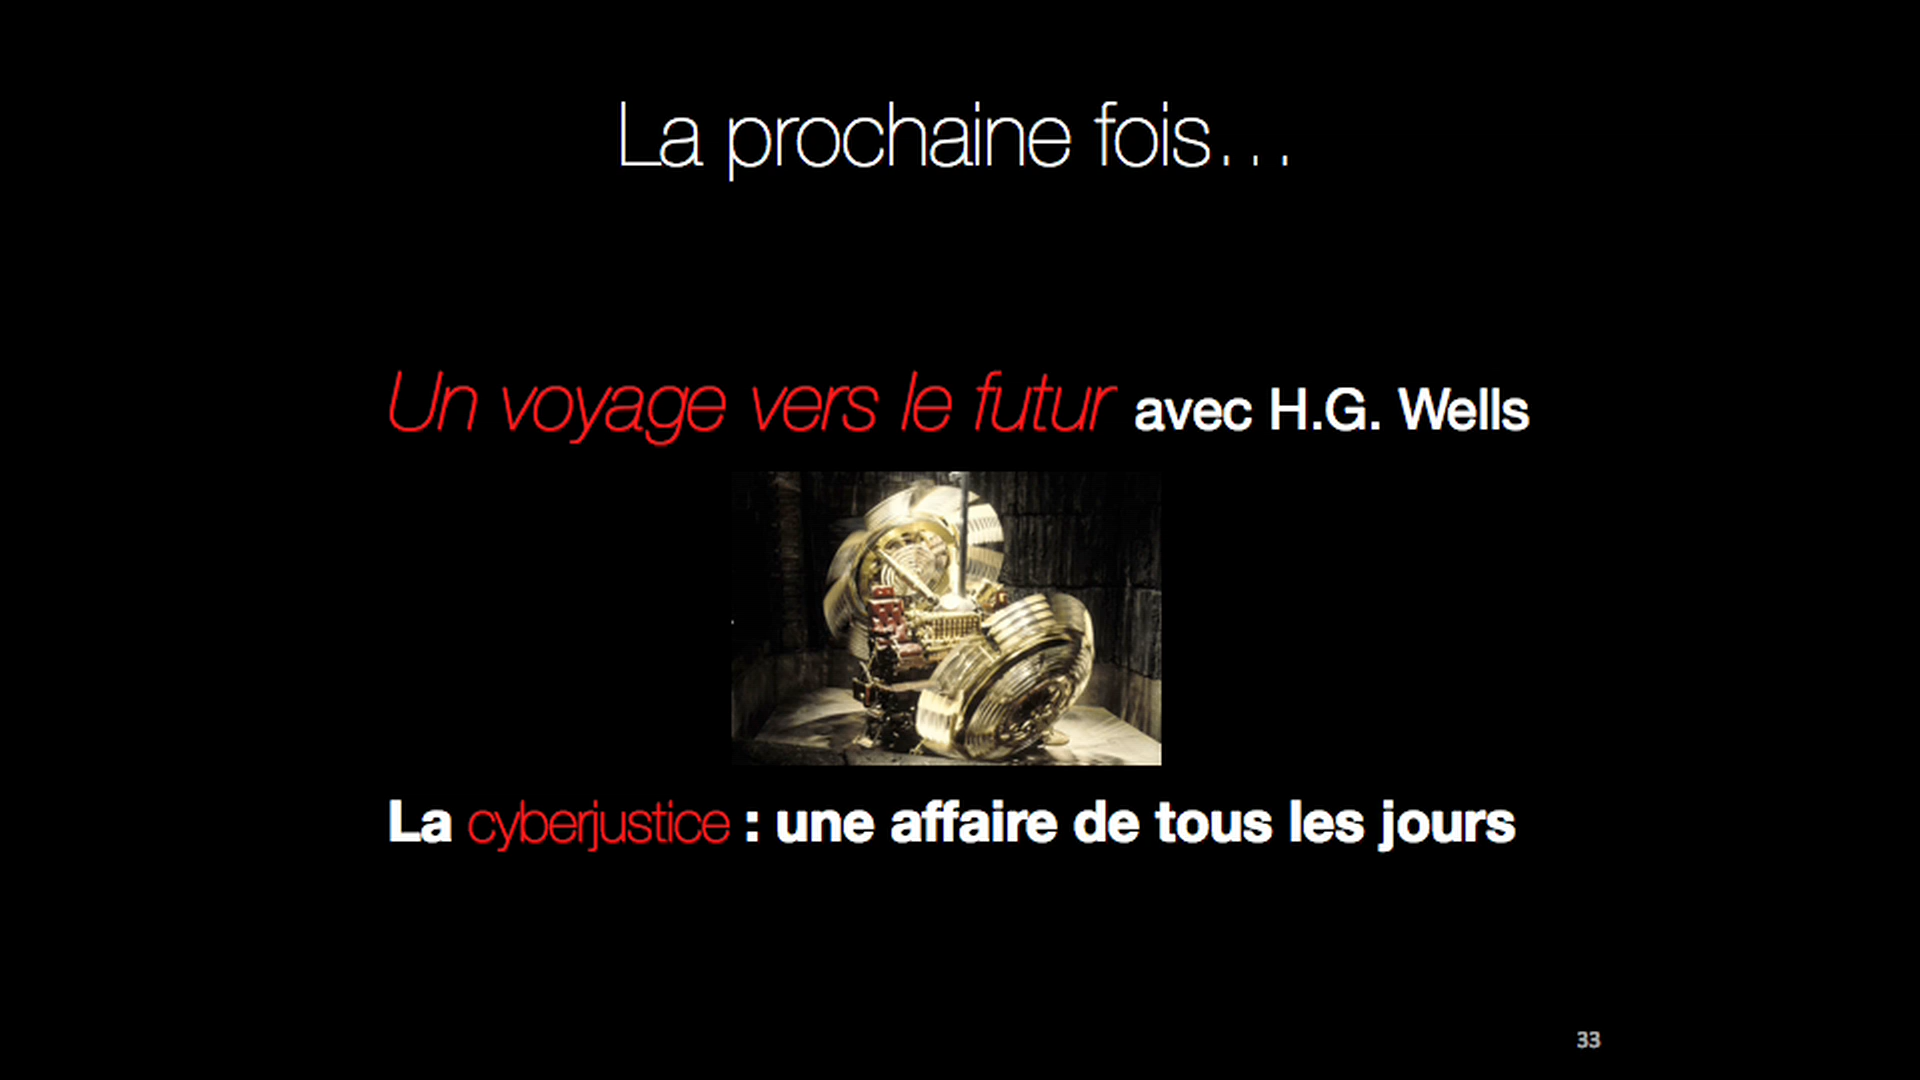 La prochaine fois…
Un voyage vers le futur avec H.G. Wells
La cyberjustice : une affaire de tous les jours
33